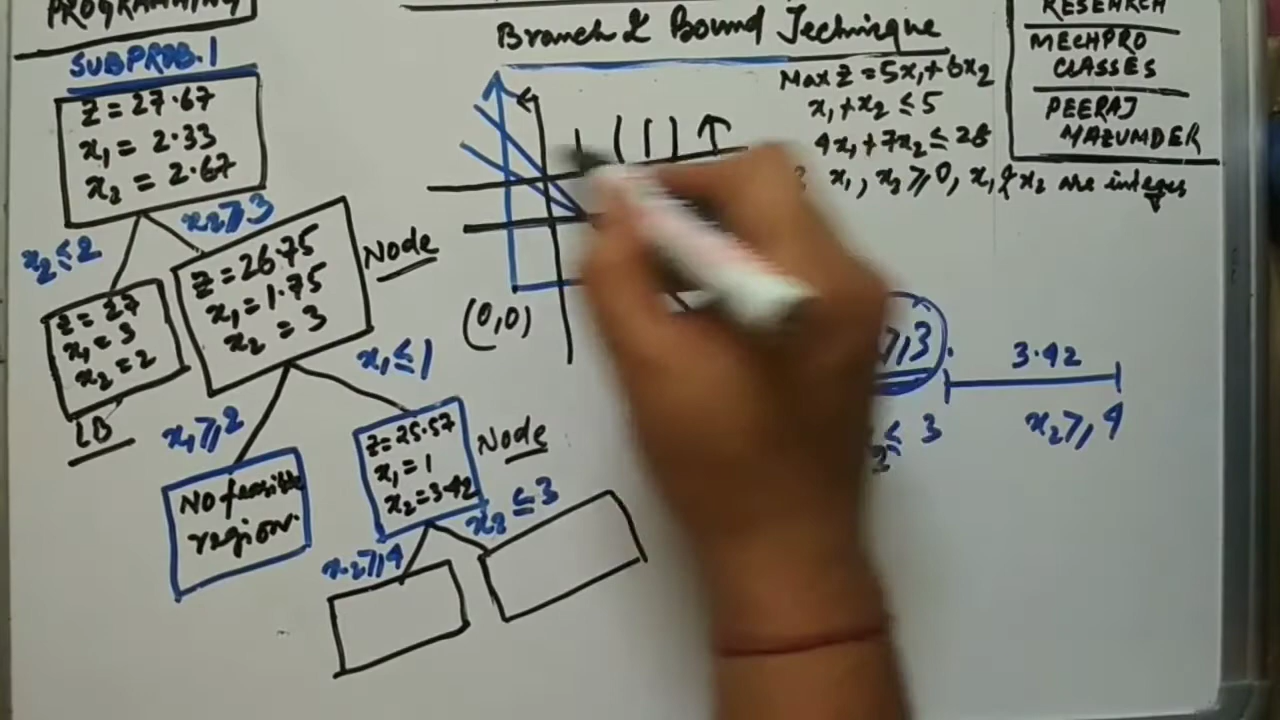 PROGRAMMING
Branch & Bound Technique
RESEARCH
MECHPRO
CLASSES
PEERAJ
MAZUMDER
Max Z = 5x₁ + 6x₂
x₁ + x₂ ≤ 5
4x₁ + 7x₂ ≤ 28
x₁, x₂ ≥ 0, x₁ & x₂ are integer
SUBPROB.1
Z = 27.67
x₁ = 2.33
x₂ = 2.67
x₂ ≤ 2
x₂ ≥ 3
Z = 27
x₁ = 3
x₂ = 2
LB
Z = 26.75
x₁ = 1.75
x₂ = 3
Node
x₁ ≥ 2
x₁ ≤ 1
NO feasible
region.
Z = 25.57
x₁ = 1
x₂ = 3.42
Node
x₂ ≥ 4
x₂ ≤ 3
(0,0)
3.42
≤ 3
x₂ ≥ 4